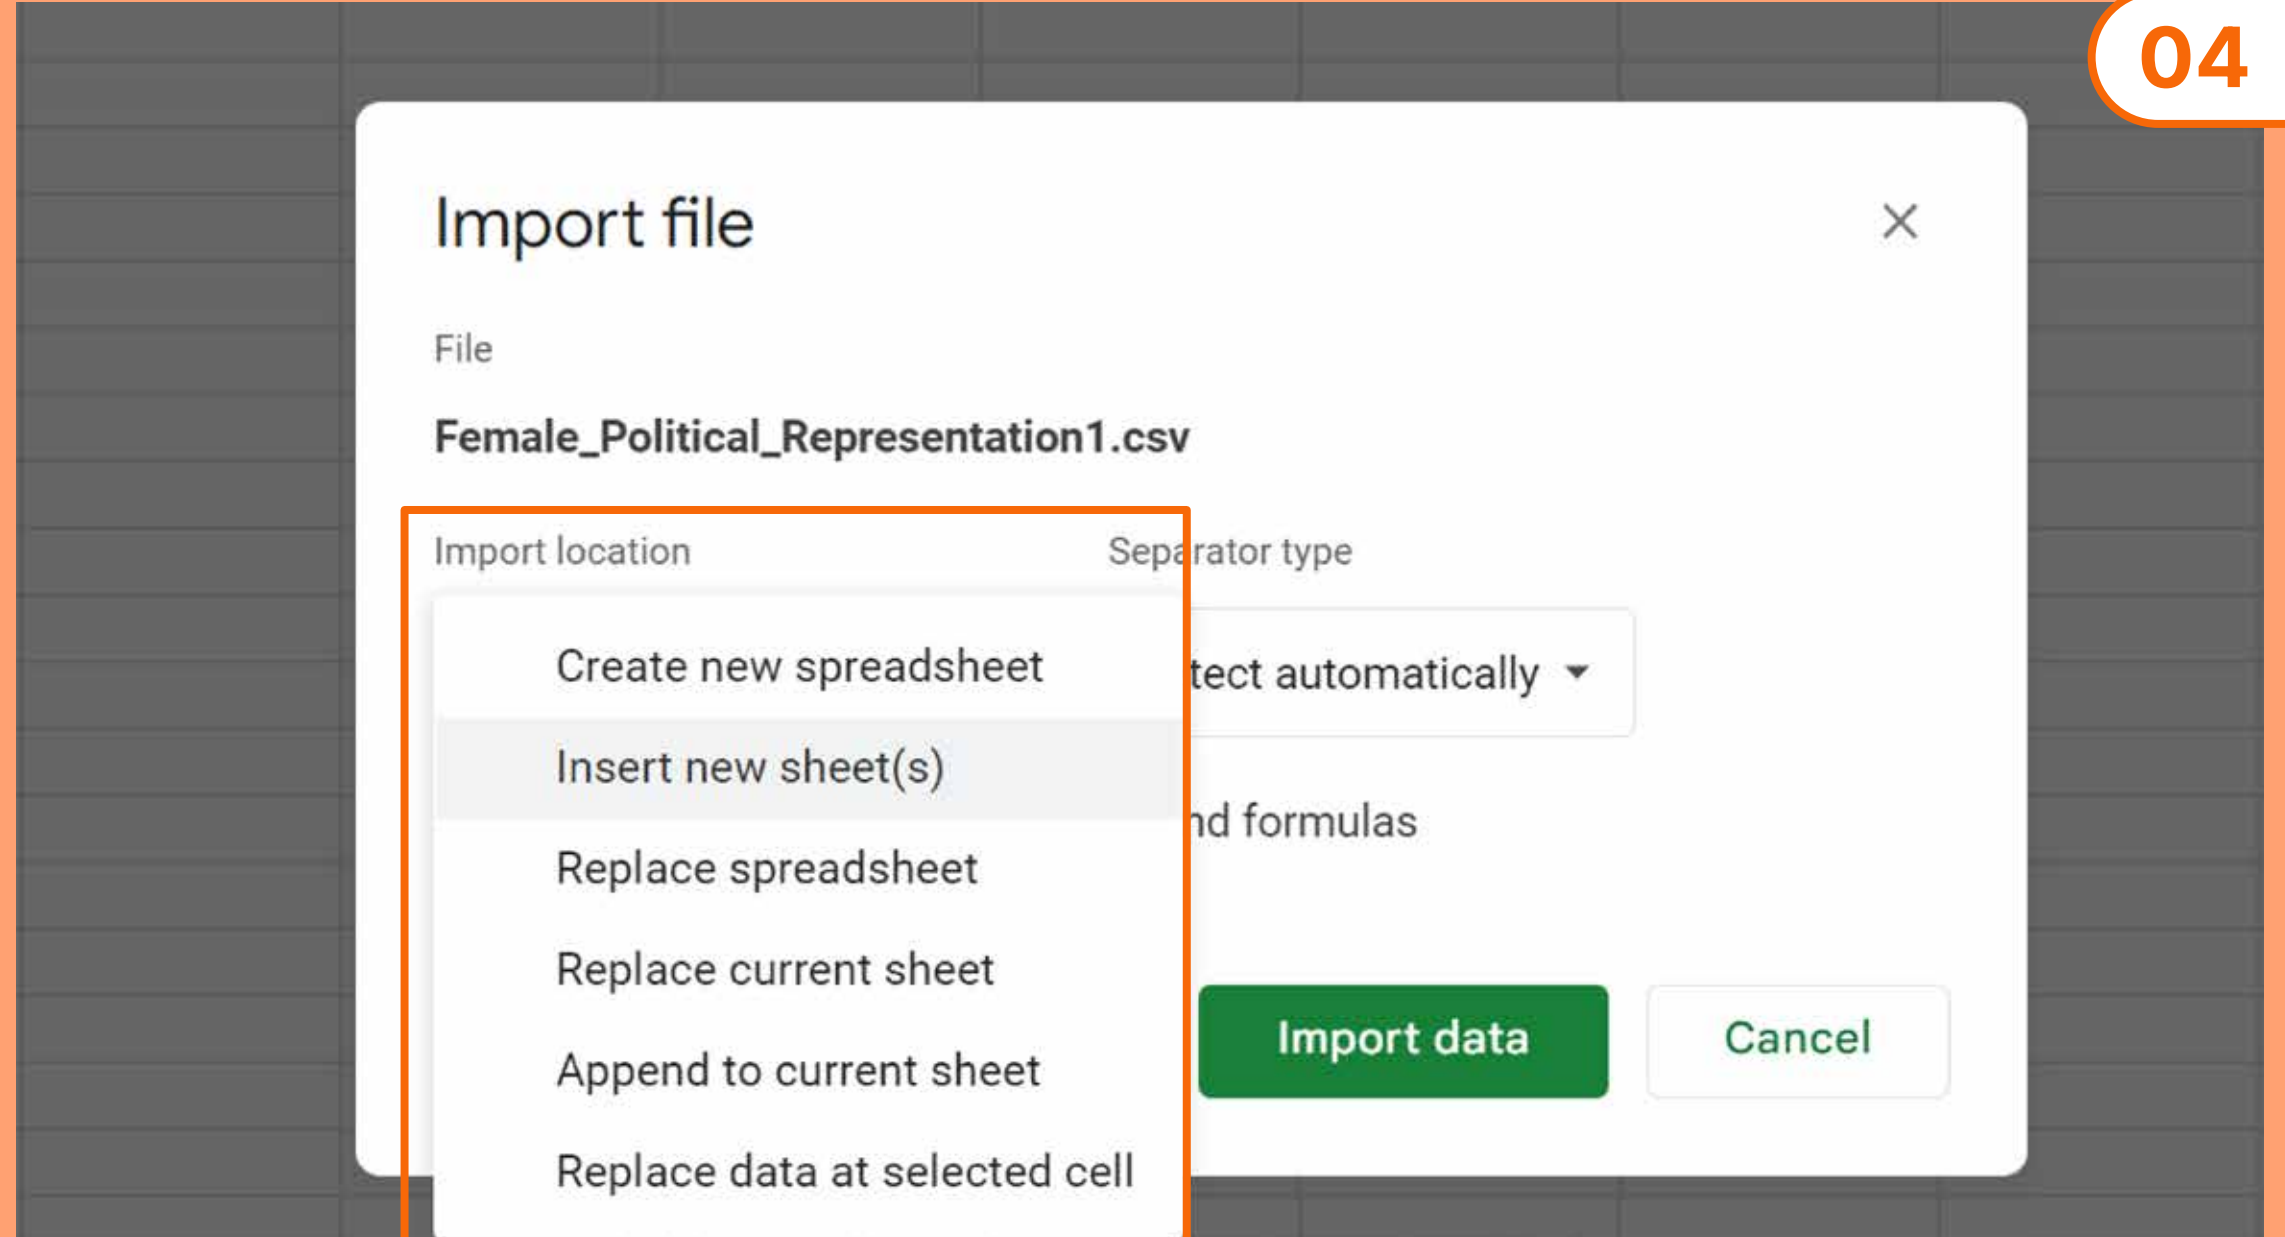 04
Import file
File
Female_Political_Representation1.csv
Import location
Separator type
Create new spreadsheet
tect automatically
Insert new sheet(s)
nd formulas
Replace spreadsheet
Replace current sheet
Import data
Cancel
Append to current sheet
Replace data at selected cell